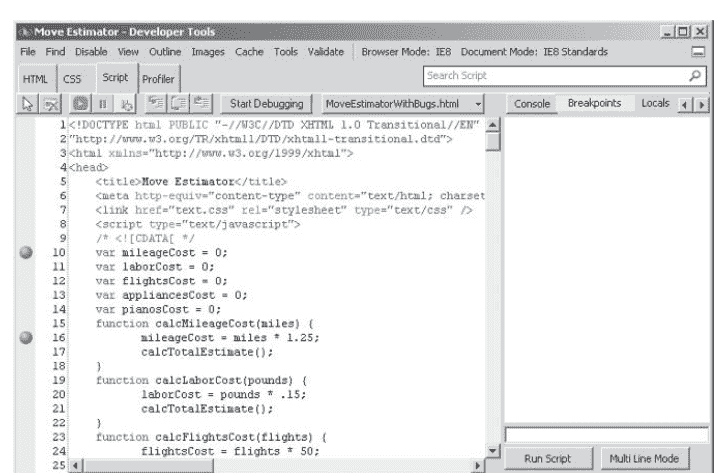 Move Estimator - Developer Tools
File Find Disable View Outline Images Cache Tools Validate Browser Mode: IE8 Document Mode: IE8 Standards
HTML CSS Script Profiler Search Script
Start Debugging MoveEstimatorWithBugs.html Console Breakpoints Locals
1 <!DOCTYPE html PUBLIC "-//W3C//DTD XHTML 1.0 Transitional//EN"
2 "http://www.w3.org/TR/xhtml1/DTD/xhtml1-transitional.dtd">
3 <html xmlns="http://www.w3.org/1999/xhtml">
4 <head>
5 <title>Move Estimator</title>
6 <meta http-equiv="content-type" content="text/html; charset
7 <link href="text.css" rel="stylesheet" type="text/css" />
8 <script type="text/javascript">
9 /* <![CDATA[ */
10 var mileageCost = 0;
11 var laborCost = 0;
12 var flightsCost = 0;
13 var appliancesCost = 0;
14 var pianosCost = 0;
15 function calcMileageCost(miles) {
16 mileageCost = miles * 1.25;
17 calcTotalEstimate();
18 }
19 function calcLaborCost(pounds) {
20 laborCost = pounds * .15;
21 calcTotalEstimate();
22 }
23 function calcFlightsCost(flights) {
24 flightsCost = flights * 50;
25
Run Script Multi Line Mode